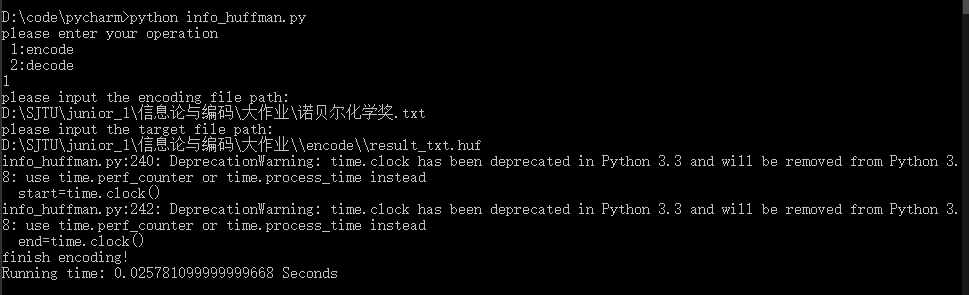 D:\code\pycharm>python info_huffman.py
please enter your operation
 1:encode
 2:decode
1
please input the encoding file path:
D:\SJTU\junior_1\信息论与编码\大作业\诺贝尔化学奖.txt
please input the target file path:
D:\SJTU\junior_1\信息论与编码\大作业\\encode\\result_txt.huf
info_huffman.py:240: DeprecationWarning: time.clock has been deprecated in Python 3.3 and will be removed from Python 3.
8: use time.perf_counter or time.process_time instead
  start=time.clock()
info_huffman.py:242: DeprecationWarning: time.clock has been deprecated in Python 3.3 and will be removed from Python 3.
8: use time.perf_counter or time.process_time instead
  end=time.clock()
finish encoding!
Running time: 0.025781099999999668 Seconds